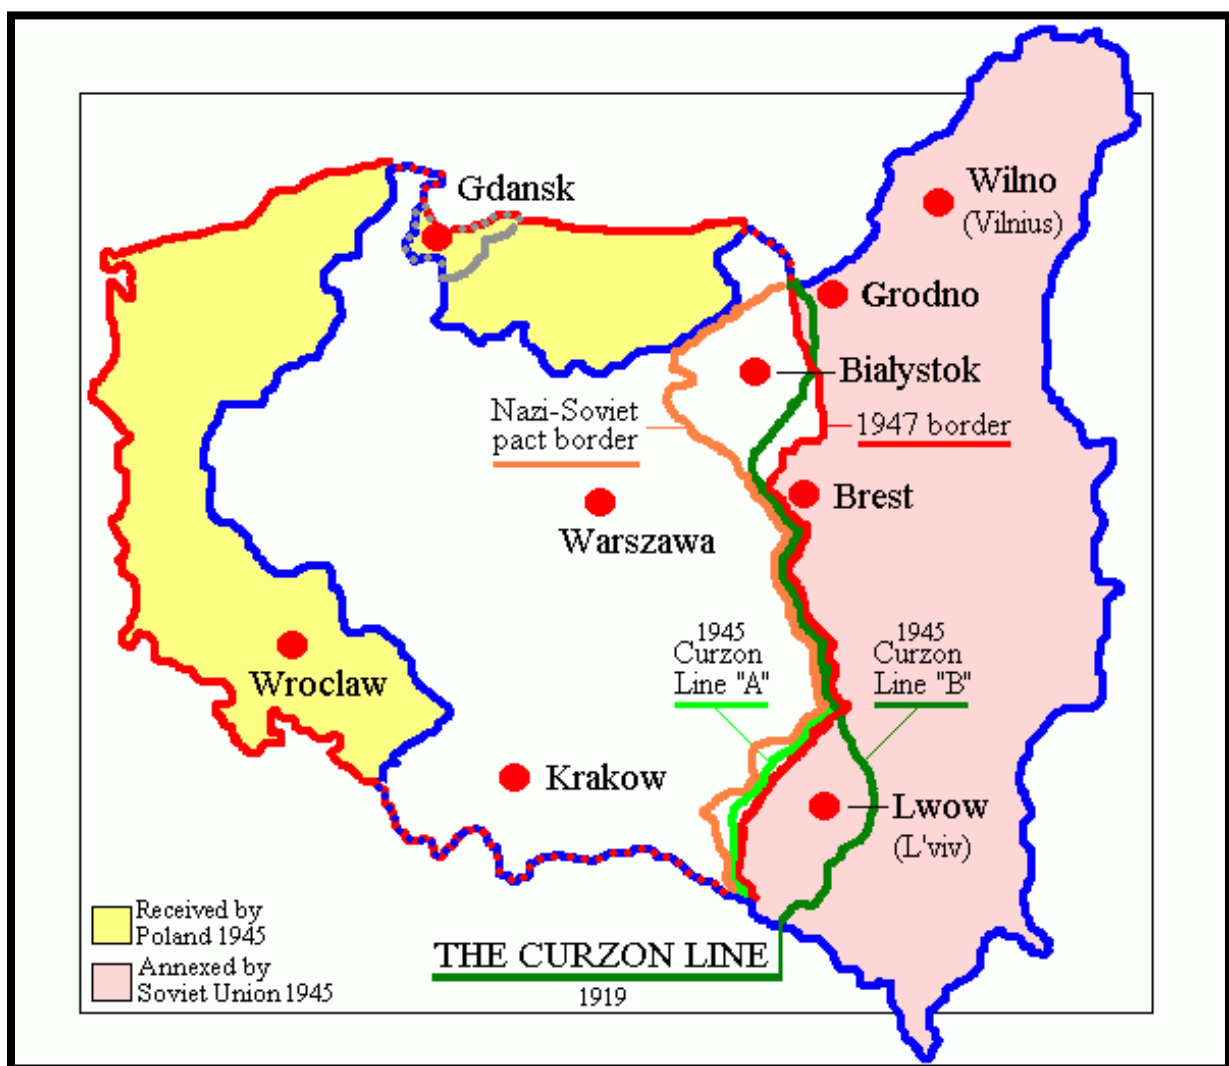 Gdansk
Wilno
(Vilnius)
Grodno
Bialystok
Nazi-Soviet
pact border
1947 border
Brest
Warszawa
1945
Curzon
Line "A"
1945
Curzon
Line "B"
Wroclaw
Krakow
Lwow
(L'viv)
Received by
Poland 1945
Annexed by
Soviet Union 1945
THE CURZON LINE
1919